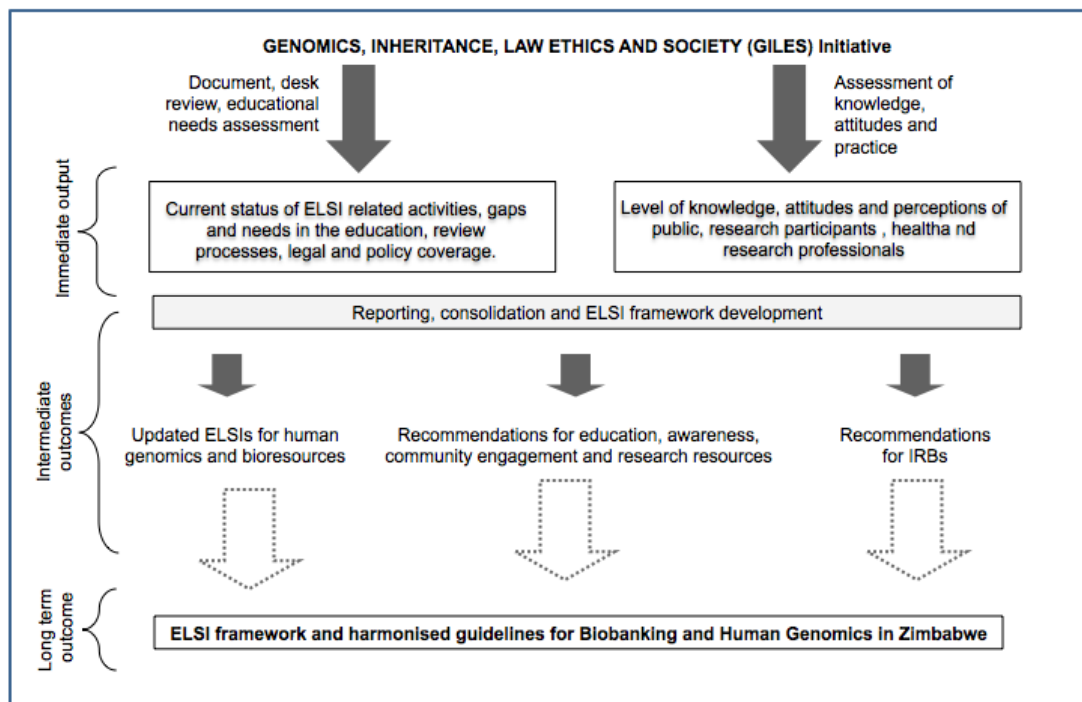 GENOMICS, INHERITANCE, LAW ETHICS AND SOCIETY (GILES) Initiative
Document, desk
review, educational
needs assessment
Assessment of
knowledge,
attitudes and
practice
Immediate output
Current status of ELSI related activities, gaps
and needs in the education, review
processes, legal and policy coverage.
Level of knowledge, attitudes and perceptions of
public, research participants , healtha nd
research professionals
Reporting, consolidation and ELSI framework development
Intermediate
outcomes
Updated ELSIs for human
genomics and bioresources
Recommendations for education, awareness,
community engagement and research resources
Recommendations
for IRBs
Long term
outcome
ELSI framework and harmonised guidelines for Biobanking and Human Genomics in Zimbabwe